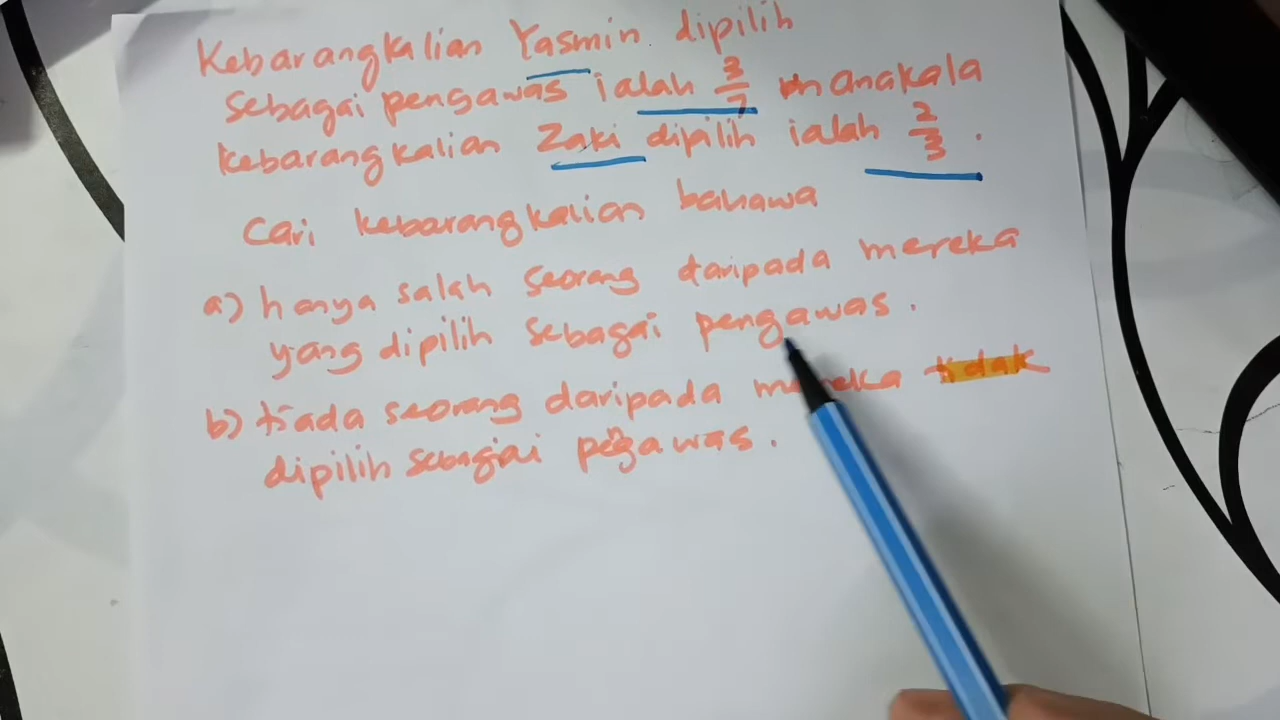 Kebarangkalian Yasmin dipilih
sebagai pengawas ialah 3/7 manakala
kebarangkalian Zaki dipilih ialah 2/3.
Cari kebarangkalian bahawa
a) hanya salah seorang daripada mereka
yang dipilih sebagai pengawas.
b) tiada seorang daripada mereka tidak
dipilih sebagai pengawas.